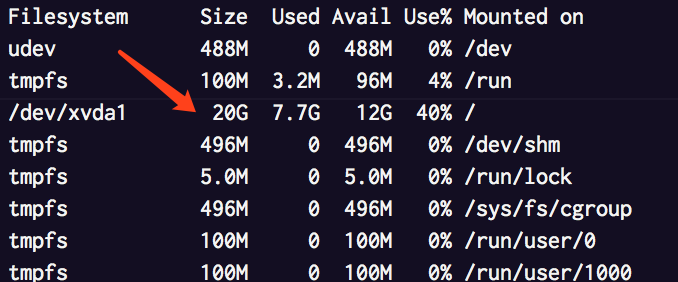 Filesystem Size Used Avail Use% Mounted on
udev 488M 0 488M 0% /dev
tmpfs 100M 3.2M 96M 4% /run
/dev/xvda1 20G 7.7G 12G 40% /
tmpfs 496M 0 496M 0% /dev/shm
tmpfs 5.0M 0 5.0M 0% /run/lock
tmpfs 496M 0 496M 0% /sys/fs/cgroup
tmpfs 100M 0 100M 0% /run/user/0
tmpfs 100M 0 100M 0% /run/user/1000